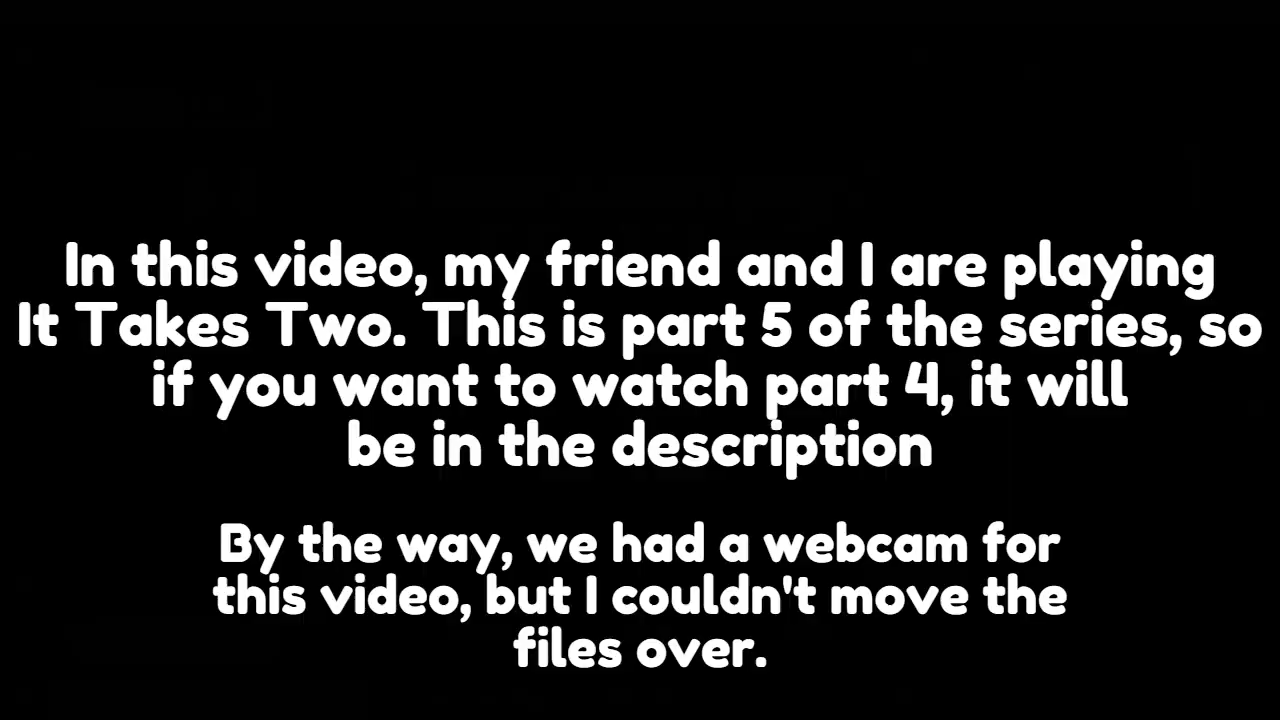 In this video, my friend and I are playing
It Takes Two. This is part 5 of the series, so
if you want to watch part 4, it will
be in the description
By the way, we had a webcam for
this video, but I couldn't move the
files over.